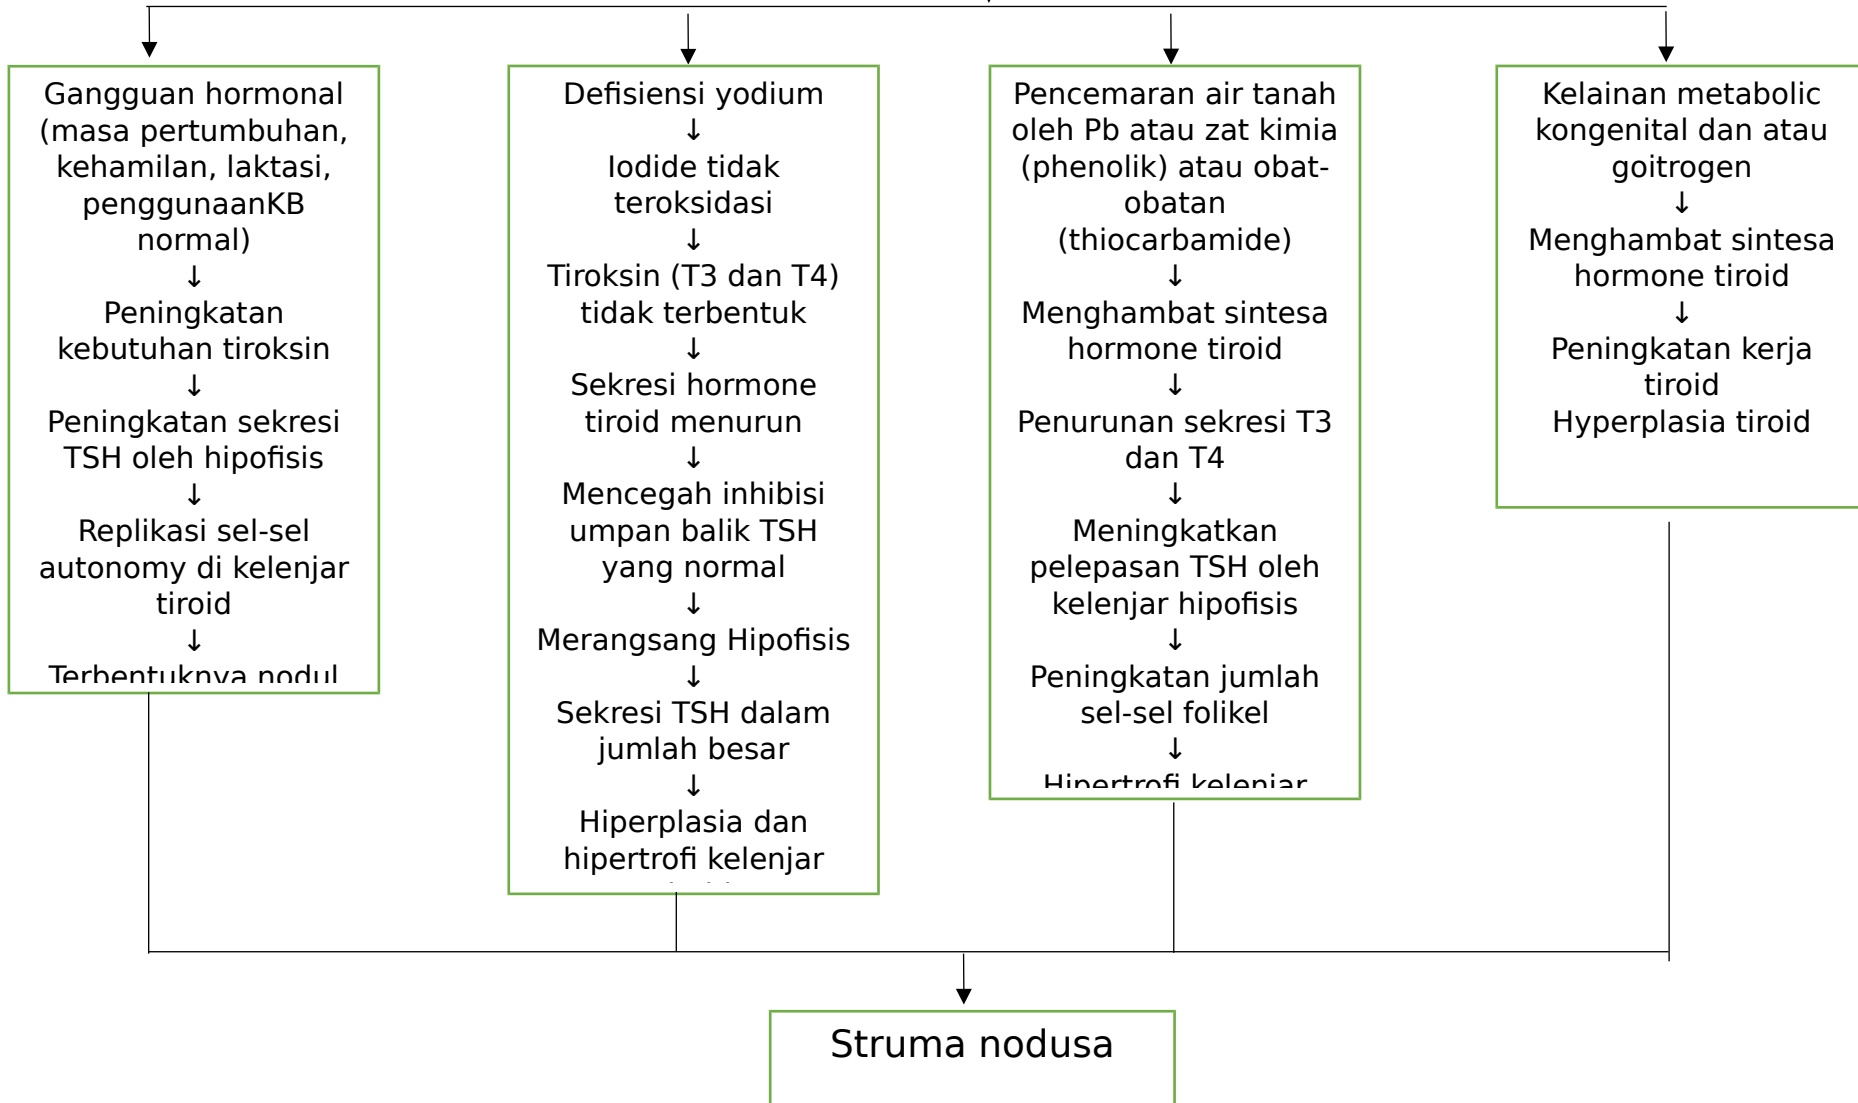 Gangguan hormonal
(masa pertumbuhan,
kehamilan, laktasi,
penggunaanKB
normal)
↓
Peningkatan
kebutuhan tiroksin
↓
Peningkatan sekresi
TSH oleh hipofisis
↓
Replikasi sel-sel
autonomy di kelenjar
tiroid
↓
Terbentuknya nodul
Defisiensi yodium
↓
Iodide tidak
teroksidasi
↓
Tiroksin (T3 dan T4)
tidak terbentuk
↓
Sekresi hormone
tiroid menurun
↓
Mencegah inhibisi
umpan balik TSH
yang normal
↓
Merangsang Hipofisis
↓
Sekresi TSH dalam
jumlah besar
↓
Hiperplasia dan
hipertrofi kelenjar
Pencemaran air tanah
oleh Pb atau zat kimia
(phenolik) atau obat-
obatan
(thiocarbamide)
↓
Menghambat sintesa
hormone tiroid
↓
Penurunan sekresi T3
dan T4
↓
Meningkatkan
pelepasan TSH oleh
kelenjar hipofisis
↓
Peningkatan jumlah
sel-sel folikel
↓
Hipertrofi kelenjar
Kelainan metabolic
kongenital dan atau
goitrogen
↓
Menghambat sintesa
hormone tiroid
↓
Peningkatan kerja
tiroid
Hyperplasia tiroid
Struma nodusa